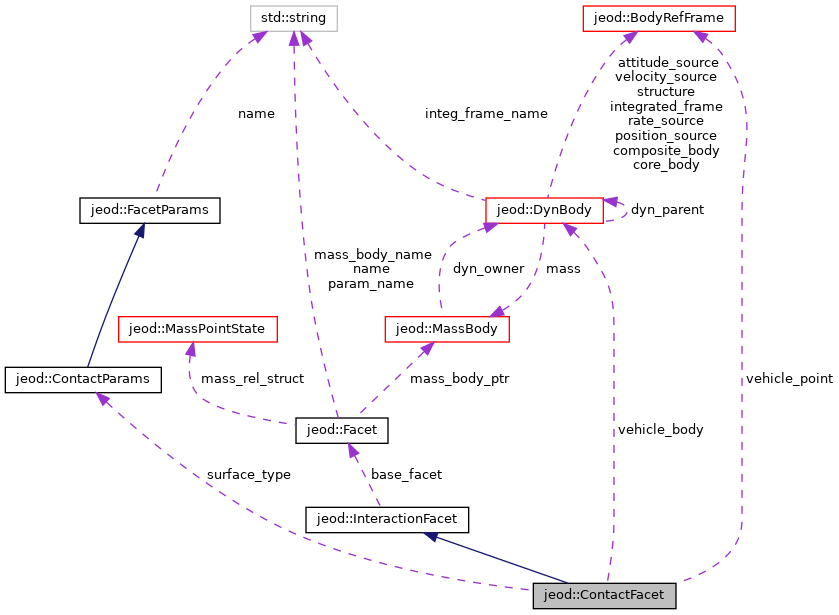 std::string
jeod::BodyRefFrame
attitude_source
velocity_source
structure
integrated_frame
rate_source
position_source
composite_body
core_body
name
integ_frame_name
jeod::FacetParams
jeod::DynBody
dyn_parent
mass_body_name
name
param_name
dyn_owner
mass
jeod::MassPointState
jeod::MassBody
jeod::ContactParams
mass_rel_struct
mass_body_ptr
vehicle_point
jeod::Facet
vehicle_body
surface_type
base_facet
jeod::InteractionFacet
jeod::ContactFacet